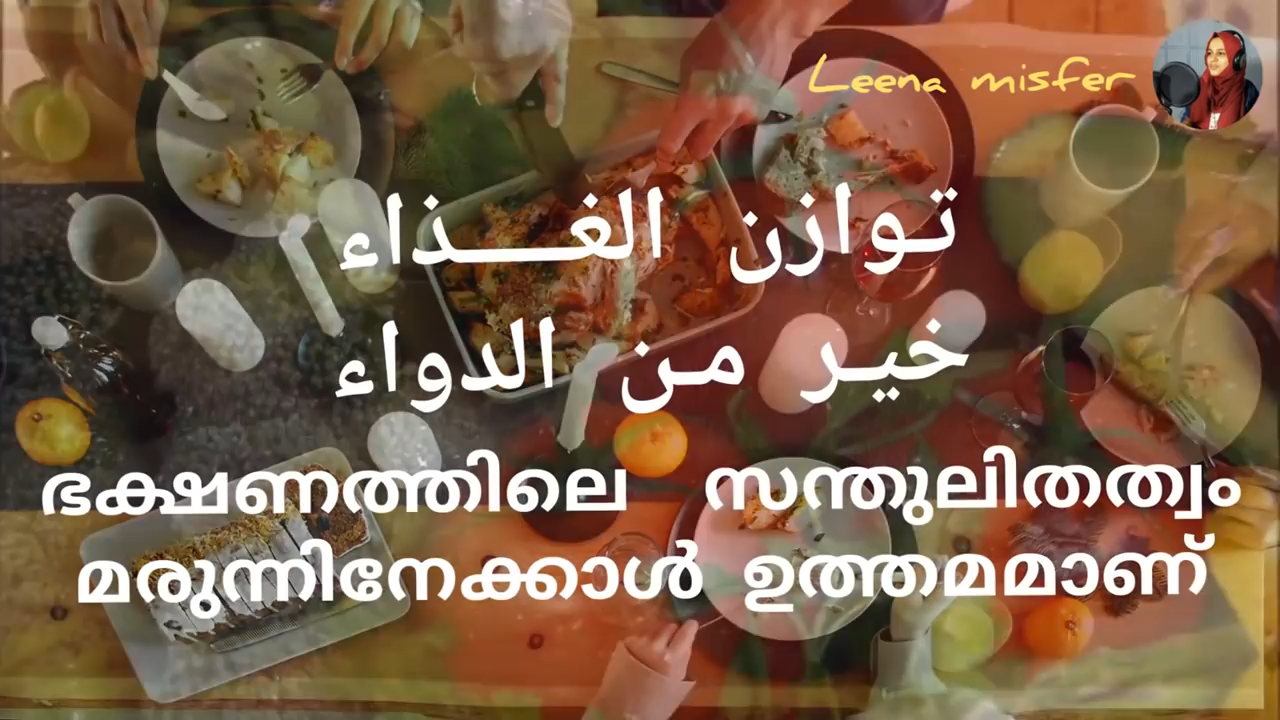 Leena misfer
توازن الغذاء
خير من الدواء
ഭക്ഷണത്തിലെ സന്തുലിതത്വം
മരുന്നിനേക്കാൾ ഉത്തമമാണ്